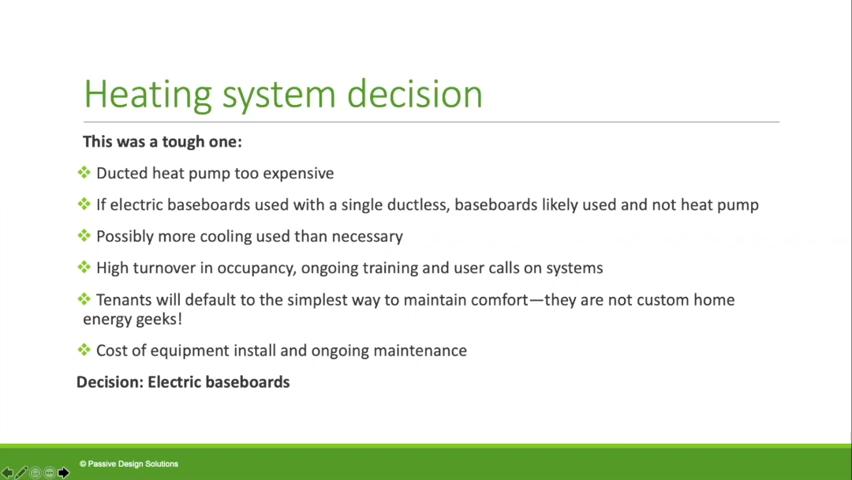 Heating system decision
This was a tough one:
❖ Ducted heat pump too expensive
❖ If electric baseboards used with a single ductless, baseboards likely used and not heat pump
❖ Possibly more cooling used than necessary
❖ High turnover in occupancy, ongoing training and user calls on systems
❖ Tenants will default to the simplest way to maintain comfort—they are not custom home
energy geeks!
❖ Cost of equipment install and ongoing maintenance
Decision: Electric baseboards
© Passive Design Solutions